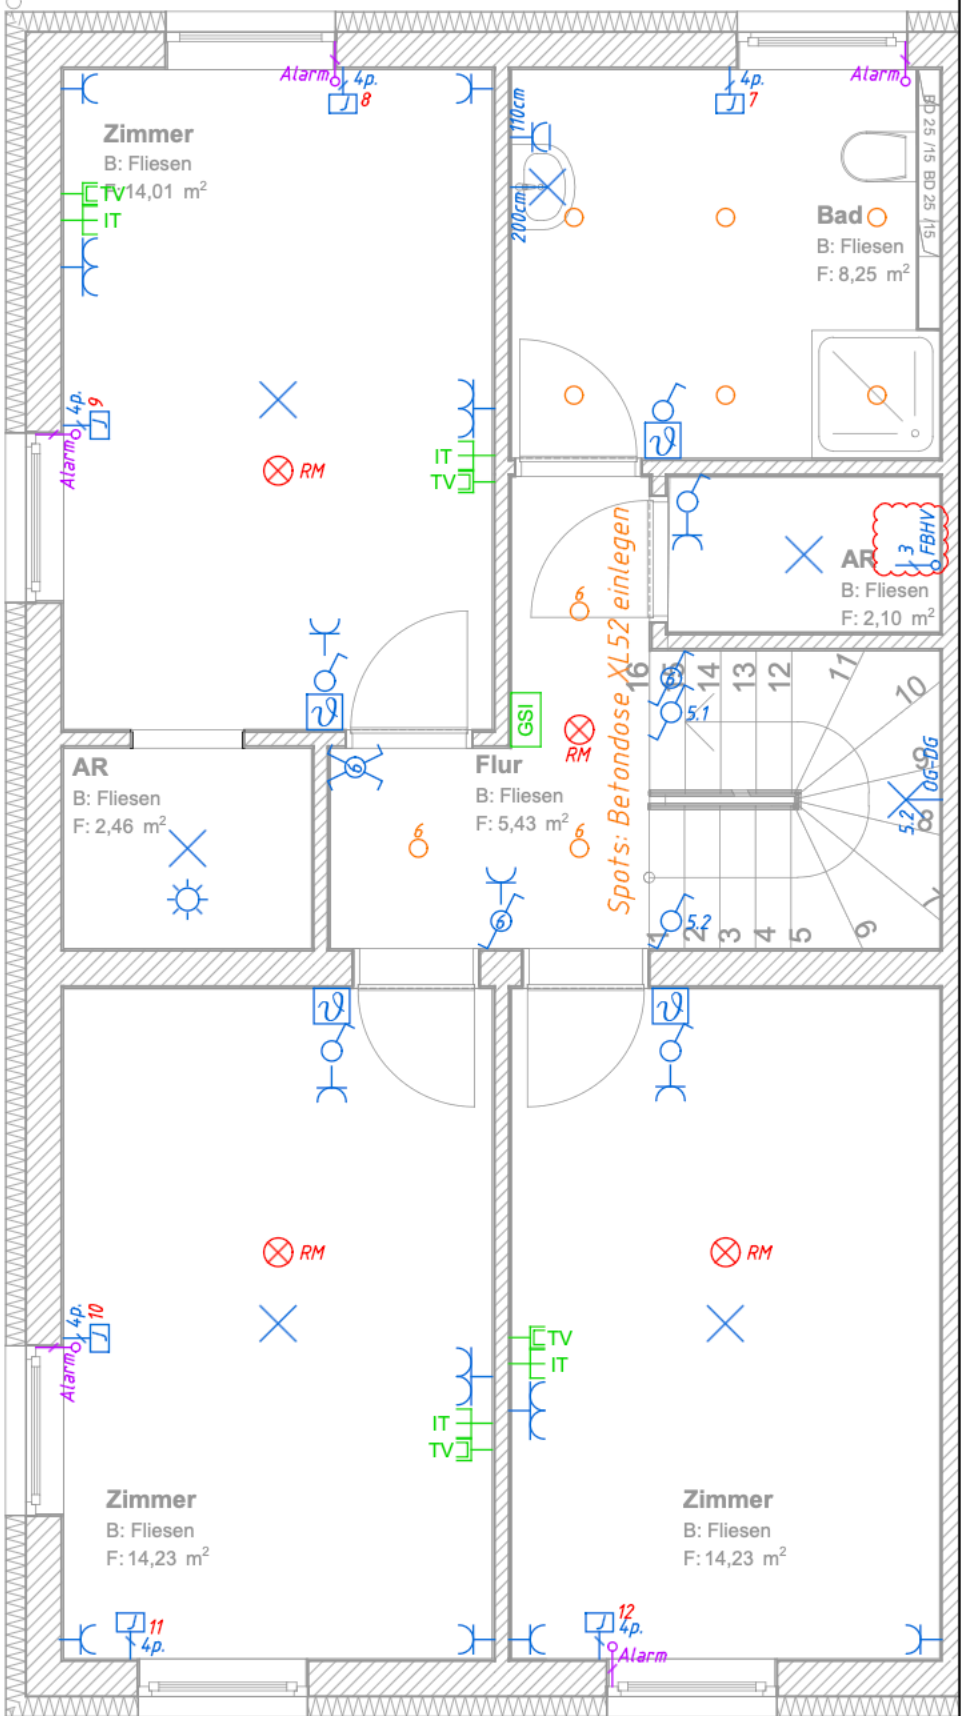 Alarm
4p.
8
4p.
7
Alarm
110cm
BD 25 /15 BD 25 /15
Zimmer
B: Fliesen
F: 14,01 m²
TV
IT
200cm
Bad
B: Fliesen
F: 8,25 m²
4p.
9
Alarm
IT
TV
RM
ϑ
Spots: Betondose XL52 einlegen
3
FBHV
AR
B: Fliesen
F: 2,10 m²
6
ϑ
GSI
RM
16
15
14
13
12
11
10
9
8
7
6
5
4
3
2
1
6
5.1
OG-DG
5.2
AR
B: Fliesen
F: 2,46 m²
6
Flur
B: Fliesen
F: 5,43 m²
6
6
6
5.2
ϑ
ϑ
RM
RM
4p.
10
Alarm
TV
IT
IT
TV
Zimmer
B: Fliesen
F: 14,23 m²
Zimmer
B: Fliesen
F: 14,23 m²
11
4p.
12
4p.
Alarm